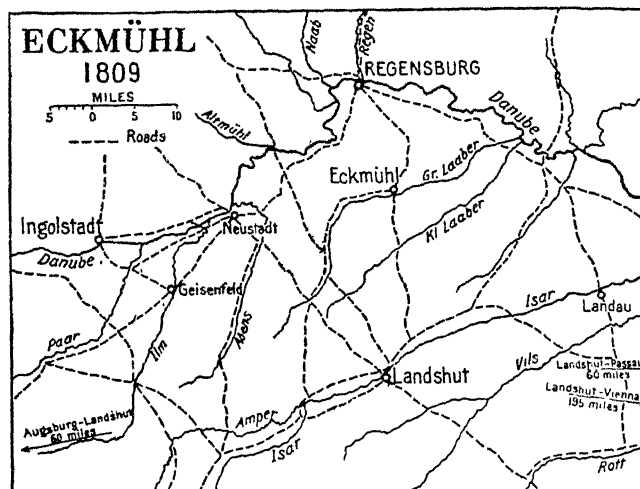 ECKMÜHL
1809
MILES
5 0 5 10
Roads
Naab
Regen
REGENSBURG
Altmühl
Danube
Eckmühl
Gr. Laaber
Kl Laaber
Ingolstadt
Neustadt
Danube
Geisenfeld
Abens
Isar
Landau
Paar
Ilm
Vils
Landshut-Passau
60 miles
Landshut
Landshut-Vienna
195 miles
Amper
Augsburg-Landshut
60 miles
Isar
Rott